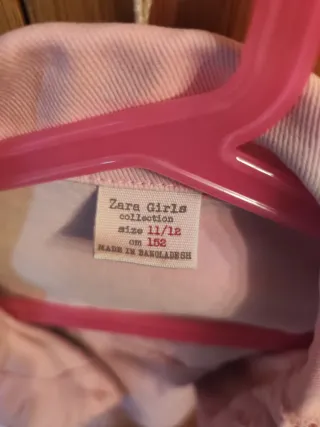 Zara Girls
collection
size 11/12
cm 152
MADE IN BANGLADESH